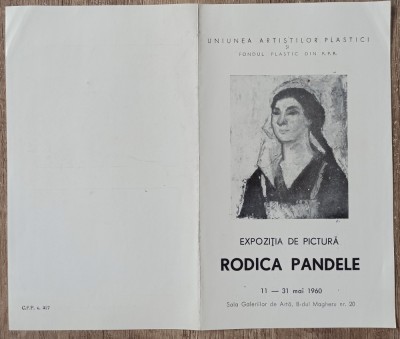 UNIUNEA ARTIȘTILOR PLASTICI
ȘI
FONDUL PLASTIC DIN R.P.R.
EXPOZIȚIA DE PICTURĂ
RODICA PANDELE
11 — 31 mai 1960
Sala Galeriilor de Artă, B-dul Magheru nr. 20